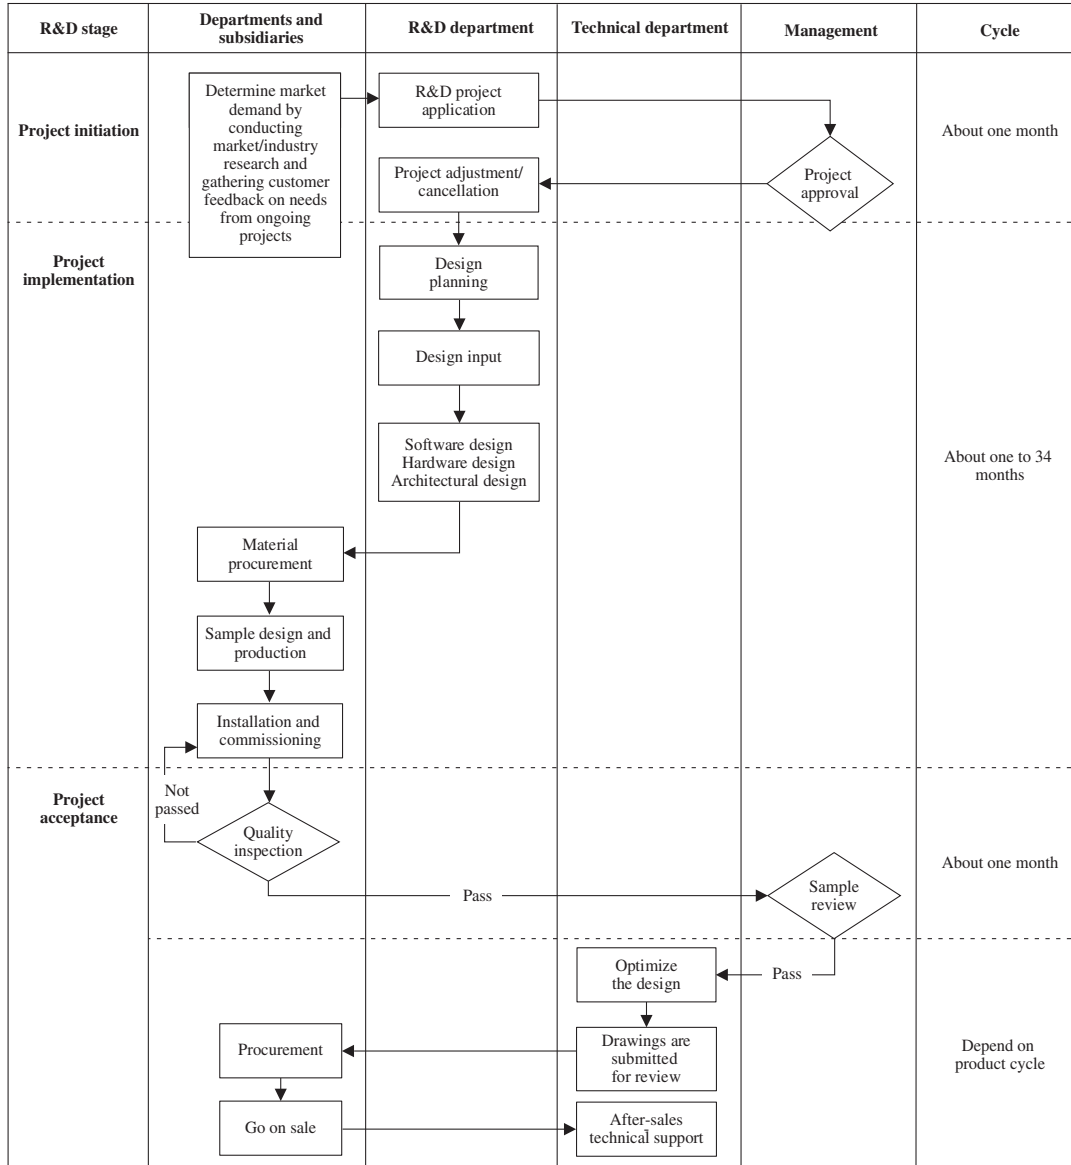 R&D stage
Departments and
subsidiaries
R&D department
Technical department
Management
Cycle
Project initiation
Determine market
demand by
conducting
market/industry
research and
gathering customer
feedback on needs
from ongoing
projects
R&D project
application
Project
approval
Project adjustment/
cancellation
About one month
Project
implementation
Design
planning
Design input
Software design
Hardware design
Architectural design
About one to 34
months
Material
procurement
Sample design and
production
Installation and
commissioning
Project
acceptance
Not
passed
Quality
inspection
Pass
Sample
review
About one month
Pass
Optimize
the design
Drawings are
submitted
for review
Procurement
Go on sale
After-sales
technical support
Depend on
product cycle